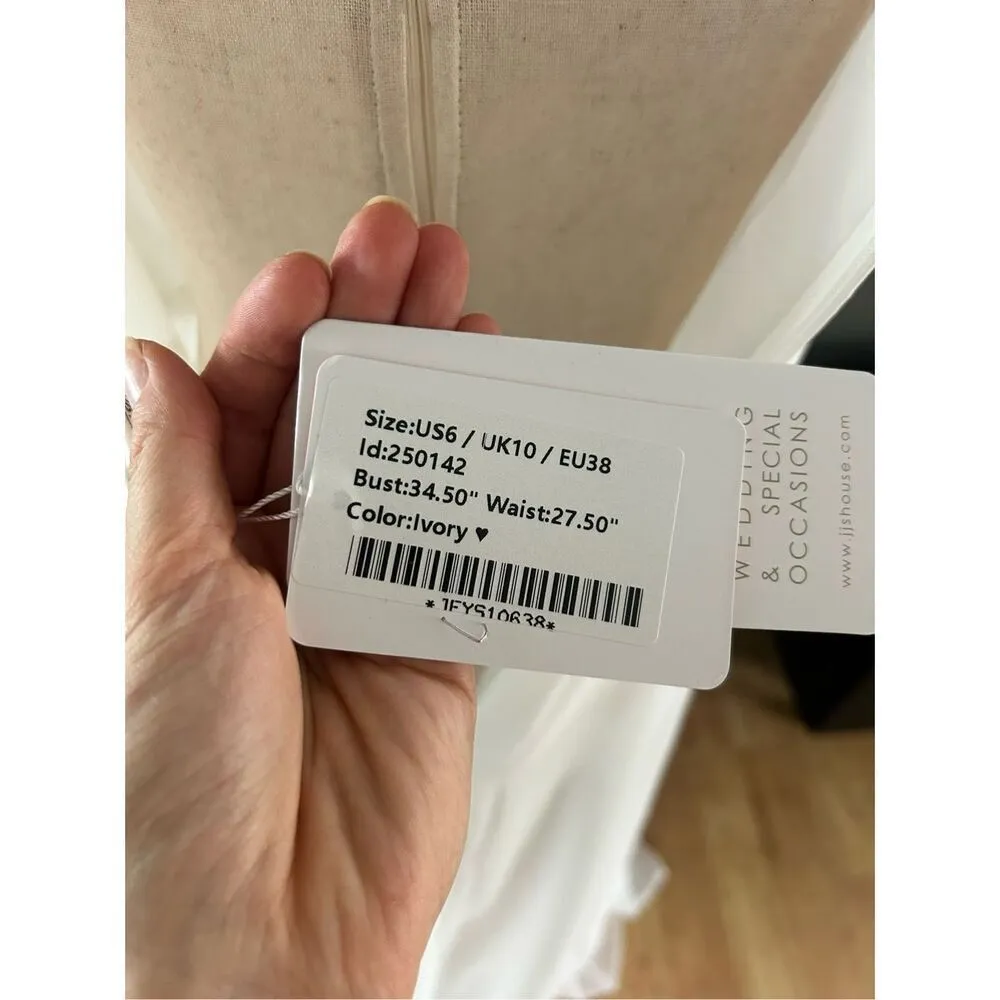 Size:US6 / UK10 / EU38
Id:250142
Bust:34.50" Waist:27.50"
Color:Ivory ♥
*JFYS10638*
WEDDING
& SPECIAL
OCCASIONS
www.jjshouse.com